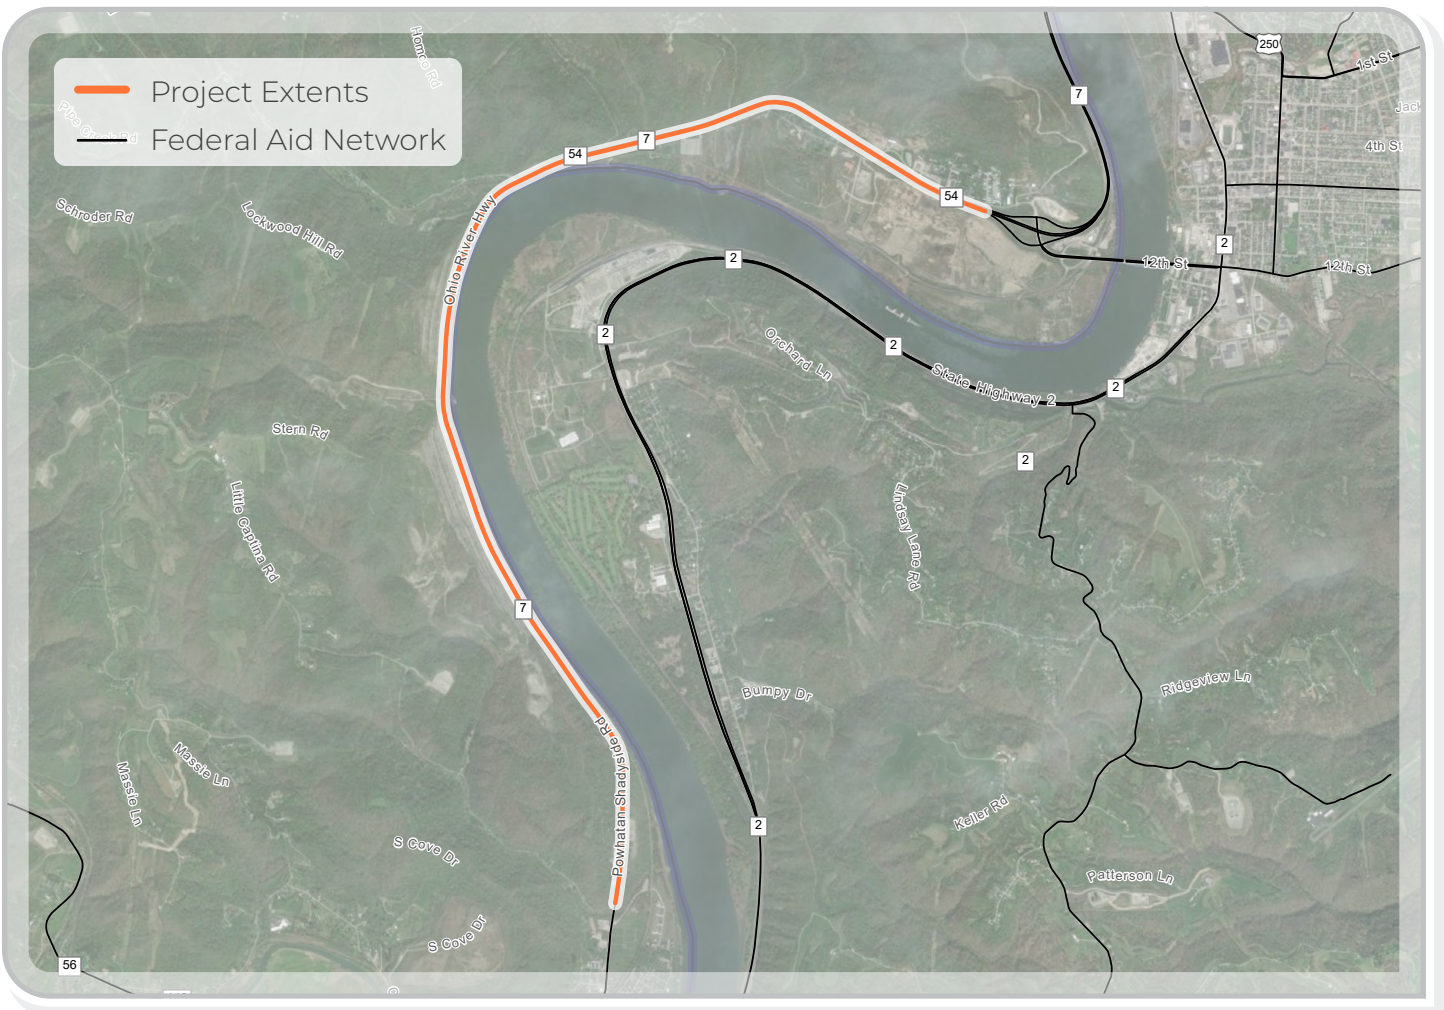 Project Extents
Federal Aid Network
Homco Rd
250
1st St
7
Jack
7
4th St
54
54
Schroder Rd
Lockwood Hill Rd
Ohio River Hwy
2
2
12th St
12th St
2
Orchard Ln
2
State Highway 2
2
Stern Rd
2
Little Captina Rd
Lindsay Lane Rd
7
Ridgeview Ln
Bumpy Dr
Powhatan Shadyside Rd
Massie Ln
Massie Ln
Keller Rd
2
S Cove Dr
Patterson Ln
S Cove Dr
56